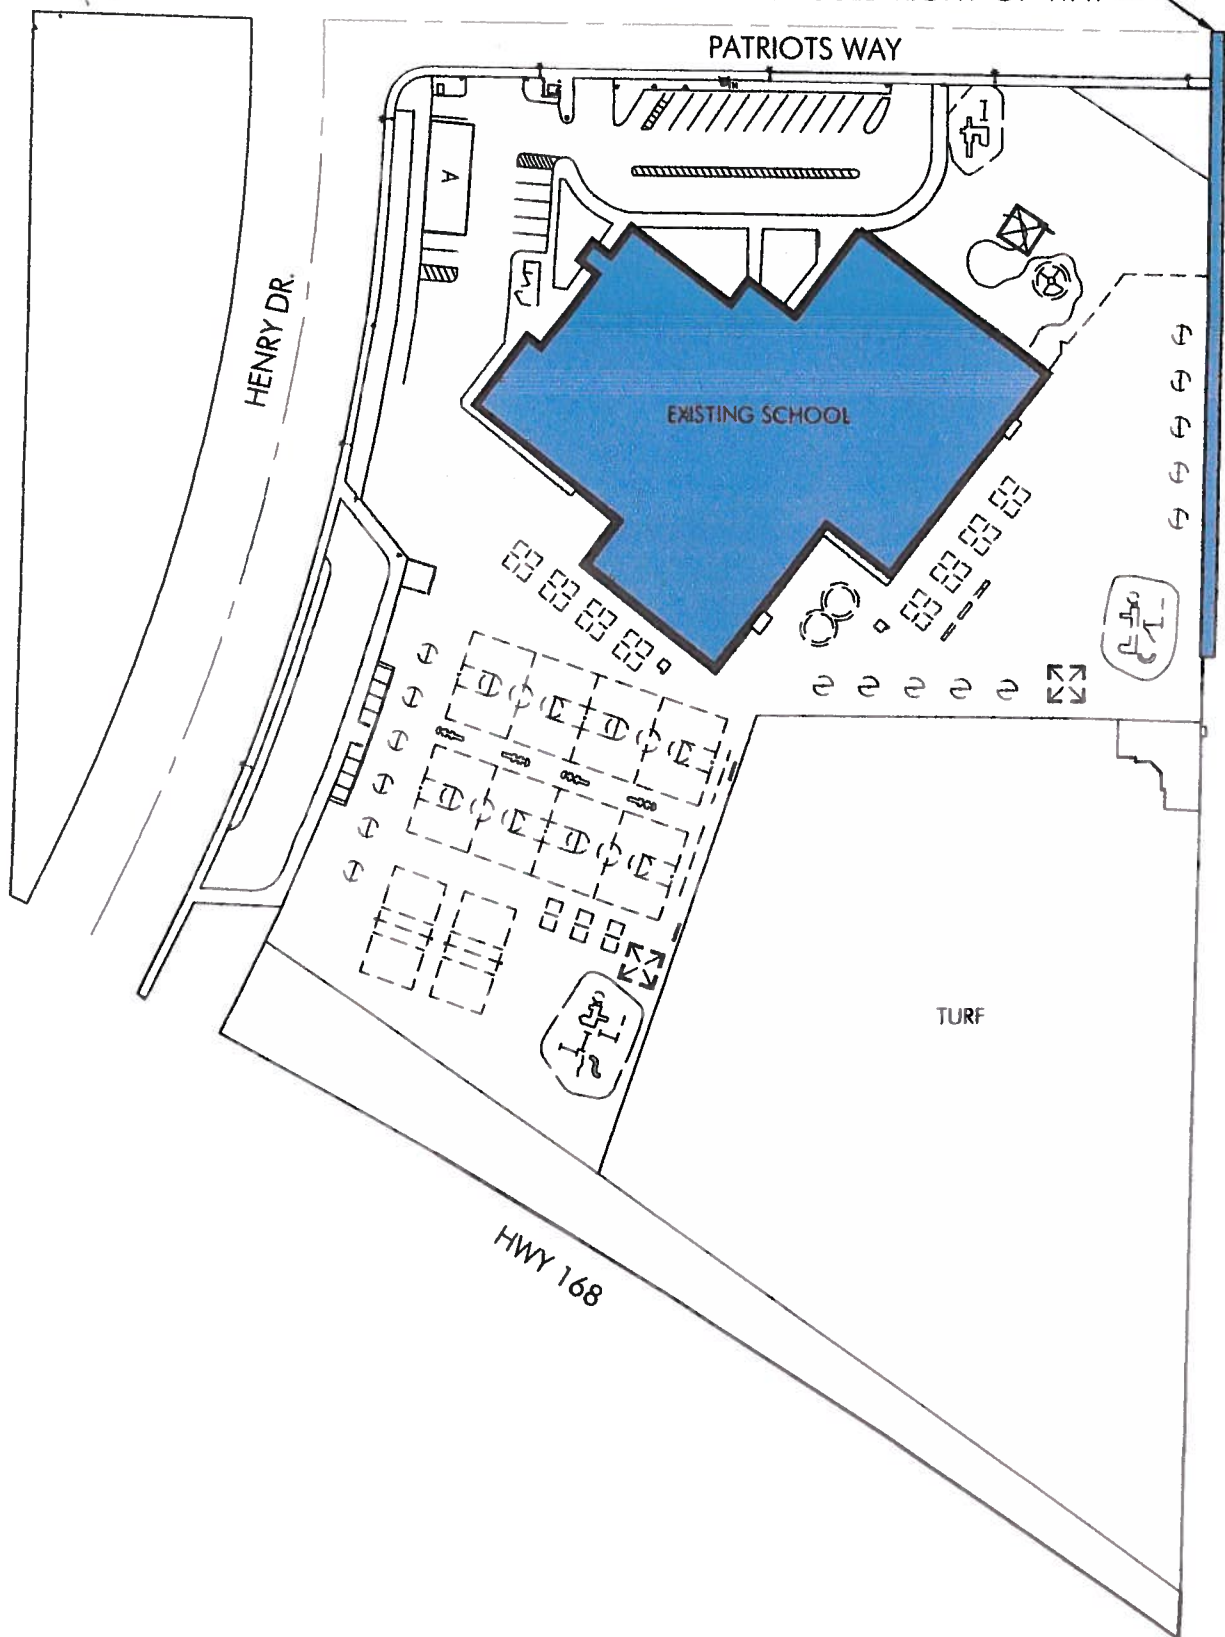 PATRIOTS WAY
A
HENRY DR.
EXISTING SCHOOL
TURF
HWY 168